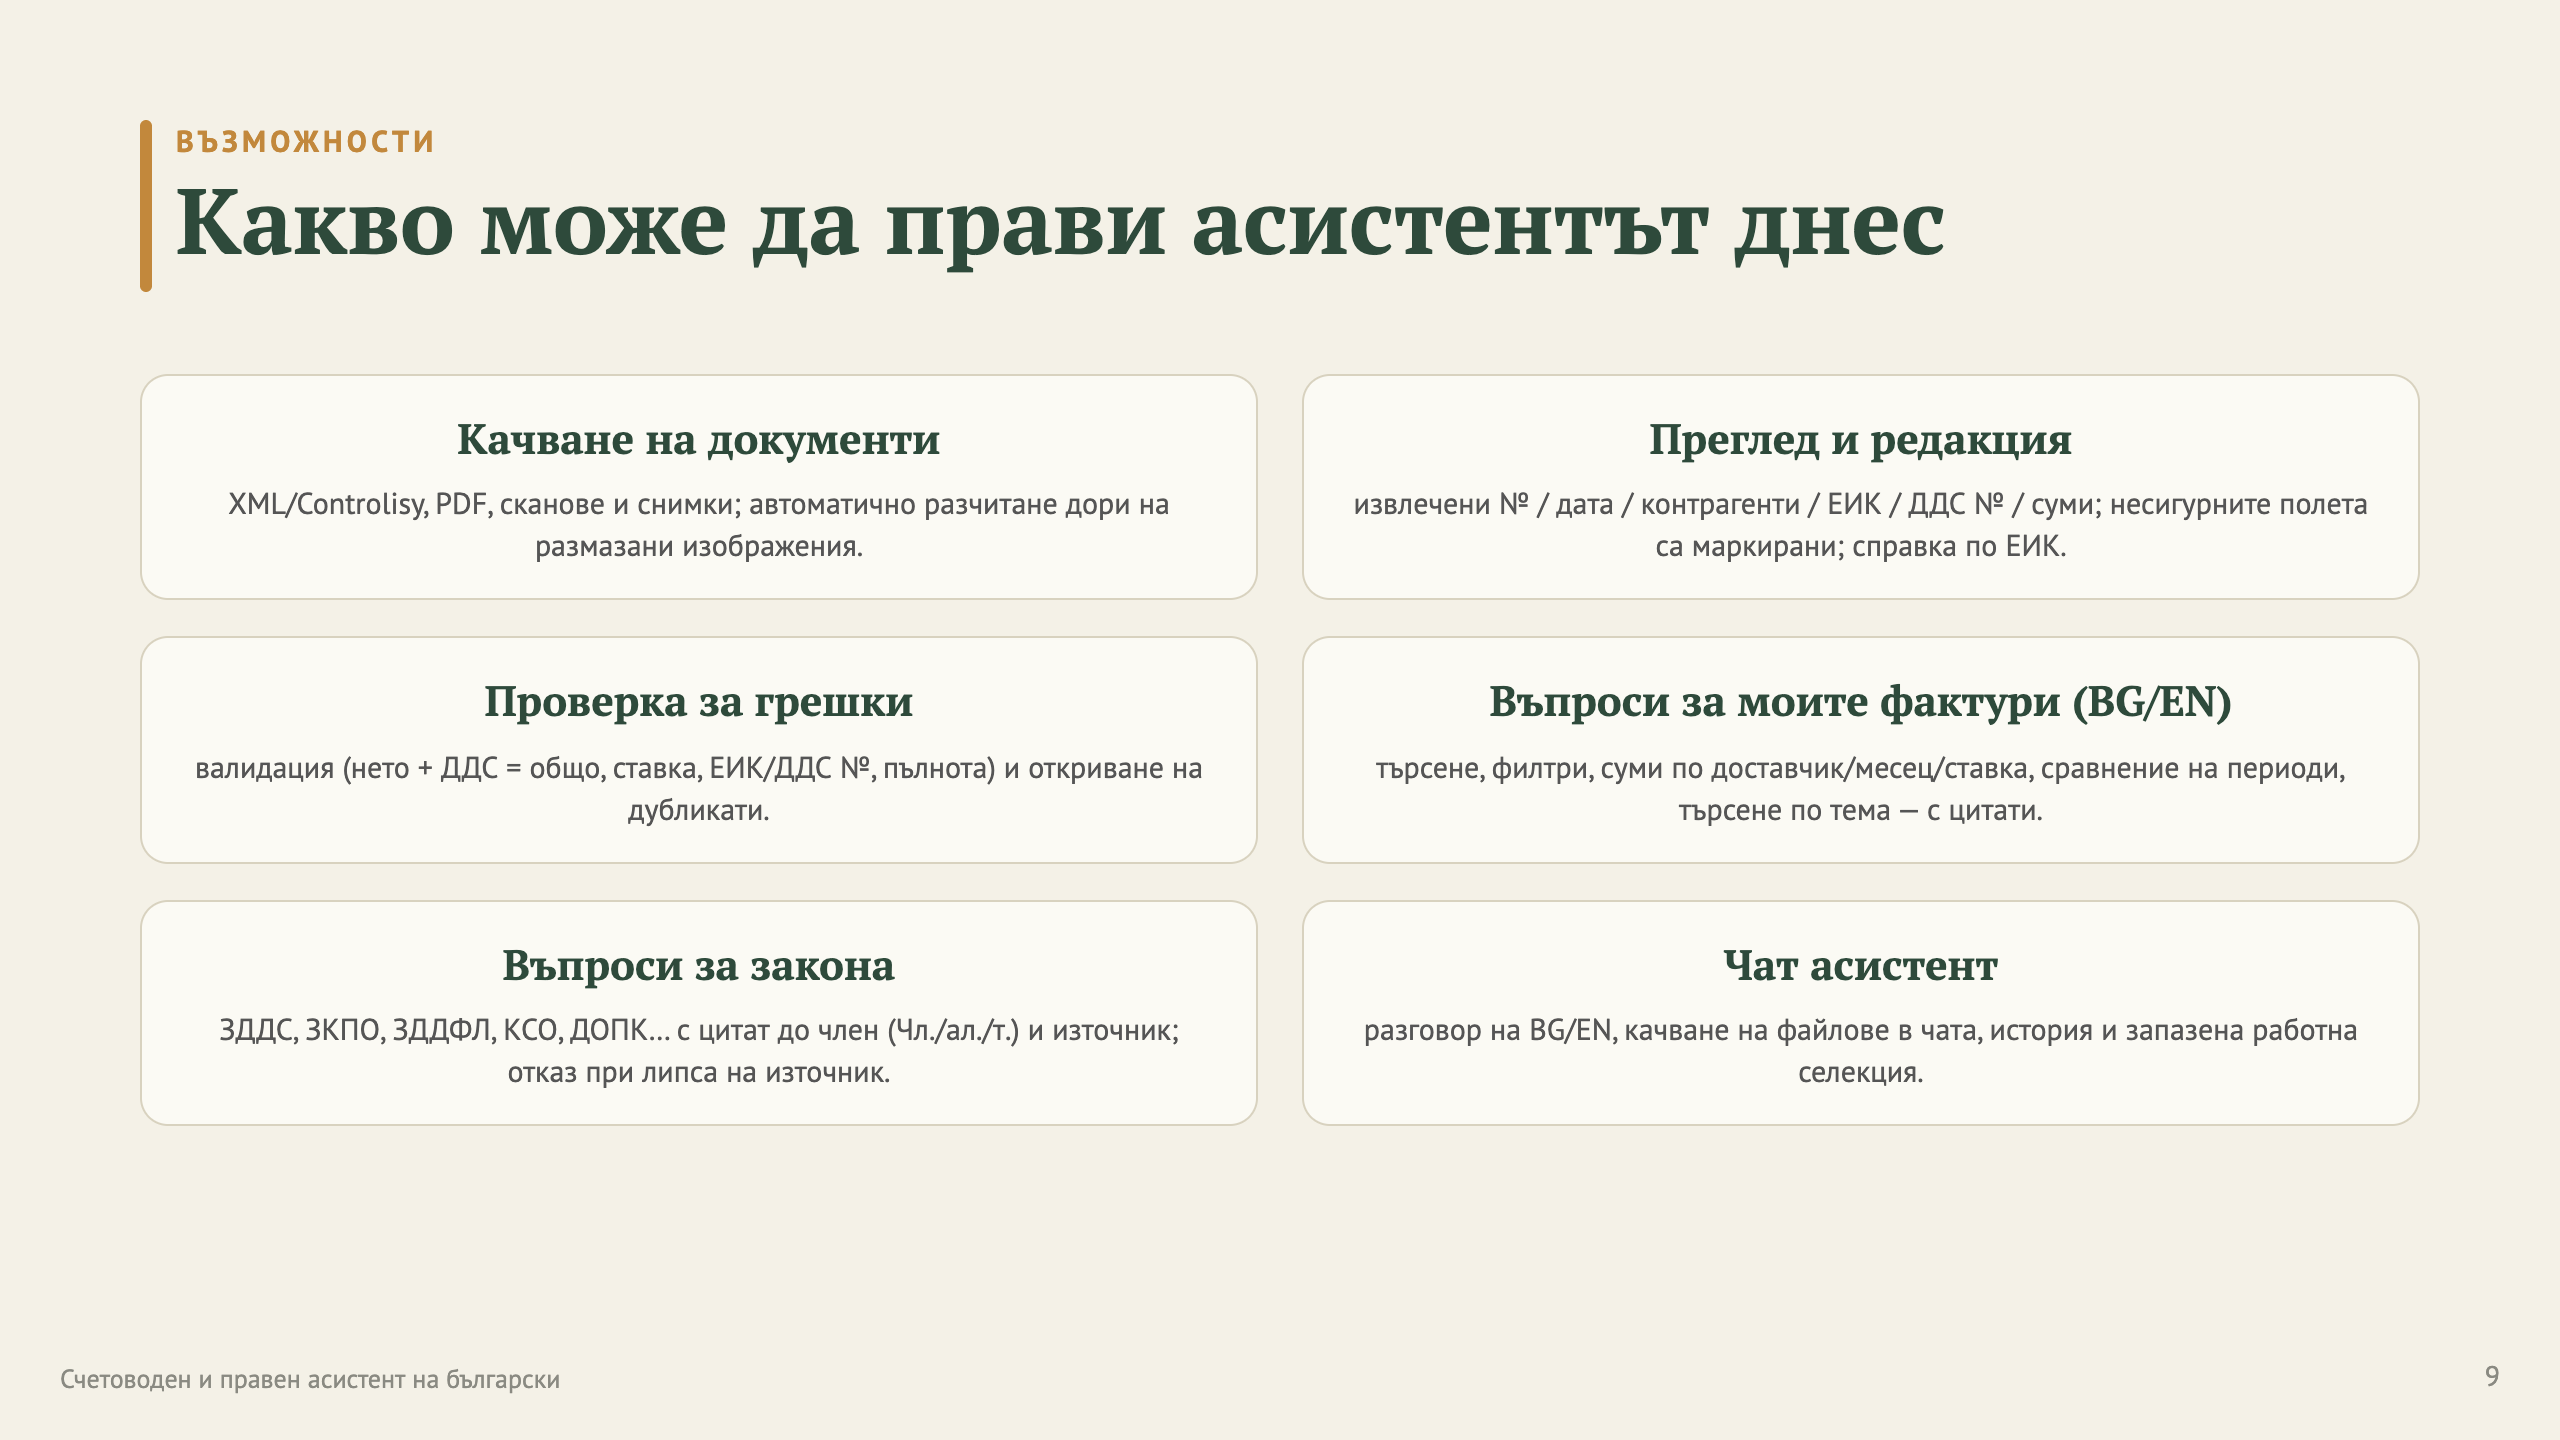 ВЪЗМОЖНОСТИ
Какво може да прави асистентът днес
Качване на документи
XML/Controlisy, PDF, сканове и снимки; автоматично разчитане дори на
размазани изображения.
Преглед и редакция
извлечени № / дата / контрагенти / ЕИК / ДДС № / суми; несигурните полета
са маркирани; справка по ЕИК.
Проверка за грешки
валидация (нето + ДДС = общо, ставка, ЕИК/ДДС №, пълнота) и откриване на
дубликати.
Въпроси за моите фактури (BG/EN)
търсене, филтри, суми по доставчик/месец/ставка, сравнение на периоди,
търсене по тема — с цитати.
Въпроси за закона
ЗДДС, ЗКПО, ЗДДФЛ, КСО, ДОПК... с цитат до член (Чл./ал./т.) и източник;
отказ при липса на източник.
Чат асистент
разговор на BG/EN, качване на файлове в чата, история и запазена работна
селекция.
Счетоводен и правен асистент на български
9